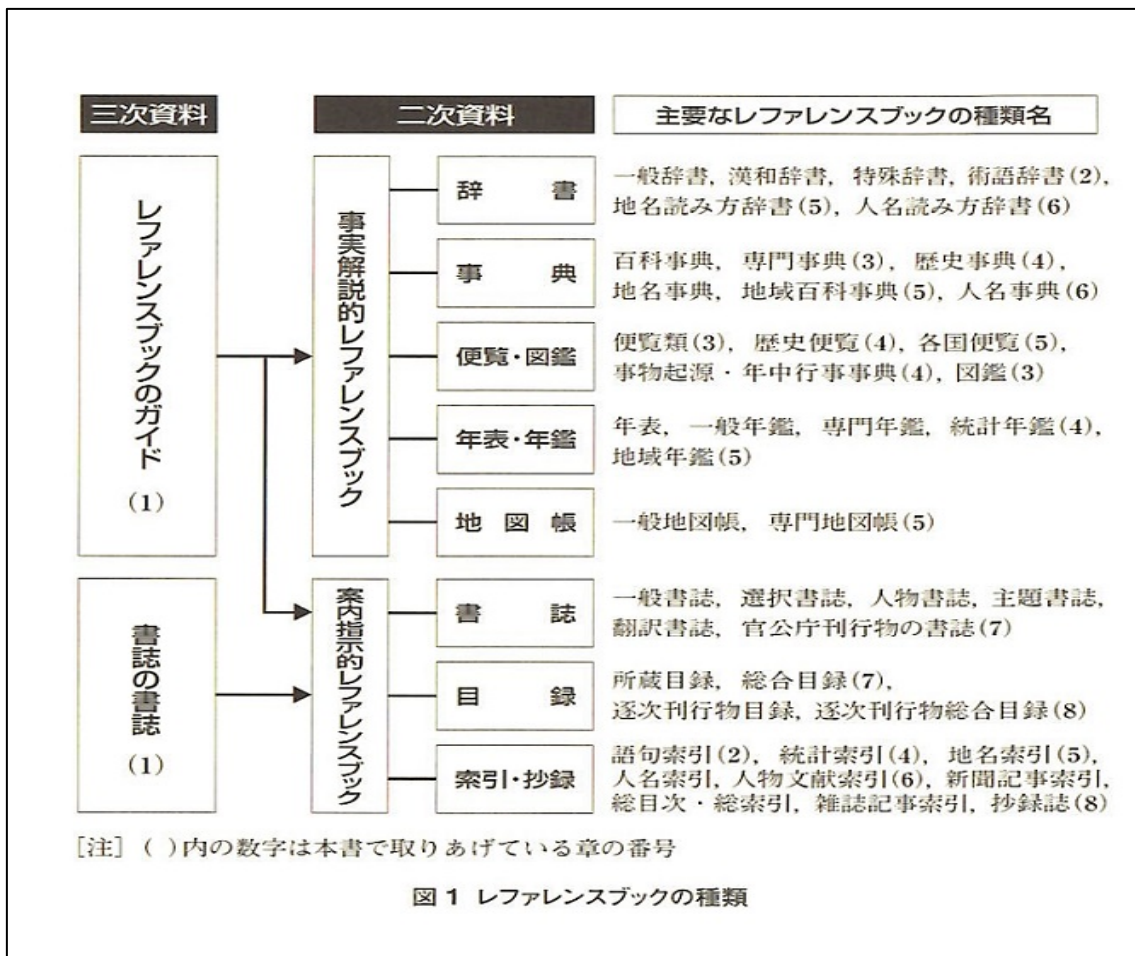 三次資料
二次資料
主要なレファレンスブックの種類名
レファレンスブックのガイド
(1)
事実解説的レファレンスブック
辞書
一般辞書, 漢和辞書, 特殊辞書, 術語辞書(2),
地名読み方辞書(5), 人名読み方辞書(6)
事典
百科事典, 専門事典(3), 歴史事典(4),
地名事典, 地域百科事典(5), 人名事典(6)
便覧・図鑑
便覧類(3), 歴史便覧(4), 各国便覧(5),
事物起源・年中行事事典(4), 図鑑(3)
年表・年鑑
年表, 一般年鑑, 専門年鑑, 統計年鑑(4),
地域年鑑(5)
地図帳
一般地図帳, 専門地図帳(5)
書誌の書誌
(1)
案内指示的レファレンスブック
書誌
一般書誌, 選択書誌, 人物書誌, 主題書誌,
翻訳書誌, 官公庁刊行物の書誌(7)
目録
所蔵目録, 総合目録(7),
逐次刊行物目録, 逐次刊行物総合目録(8)
索引・抄録
語句索引(2), 統計索引(4), 地名索引(5),
人名索引, 人物文献索引(6), 新聞記事索引,
総目次・総索引, 雑誌記事索引, 抄録誌(8)
[注] ( )内の数字は本書で取りあげている章の番号
図 1 レファレンスブックの種類